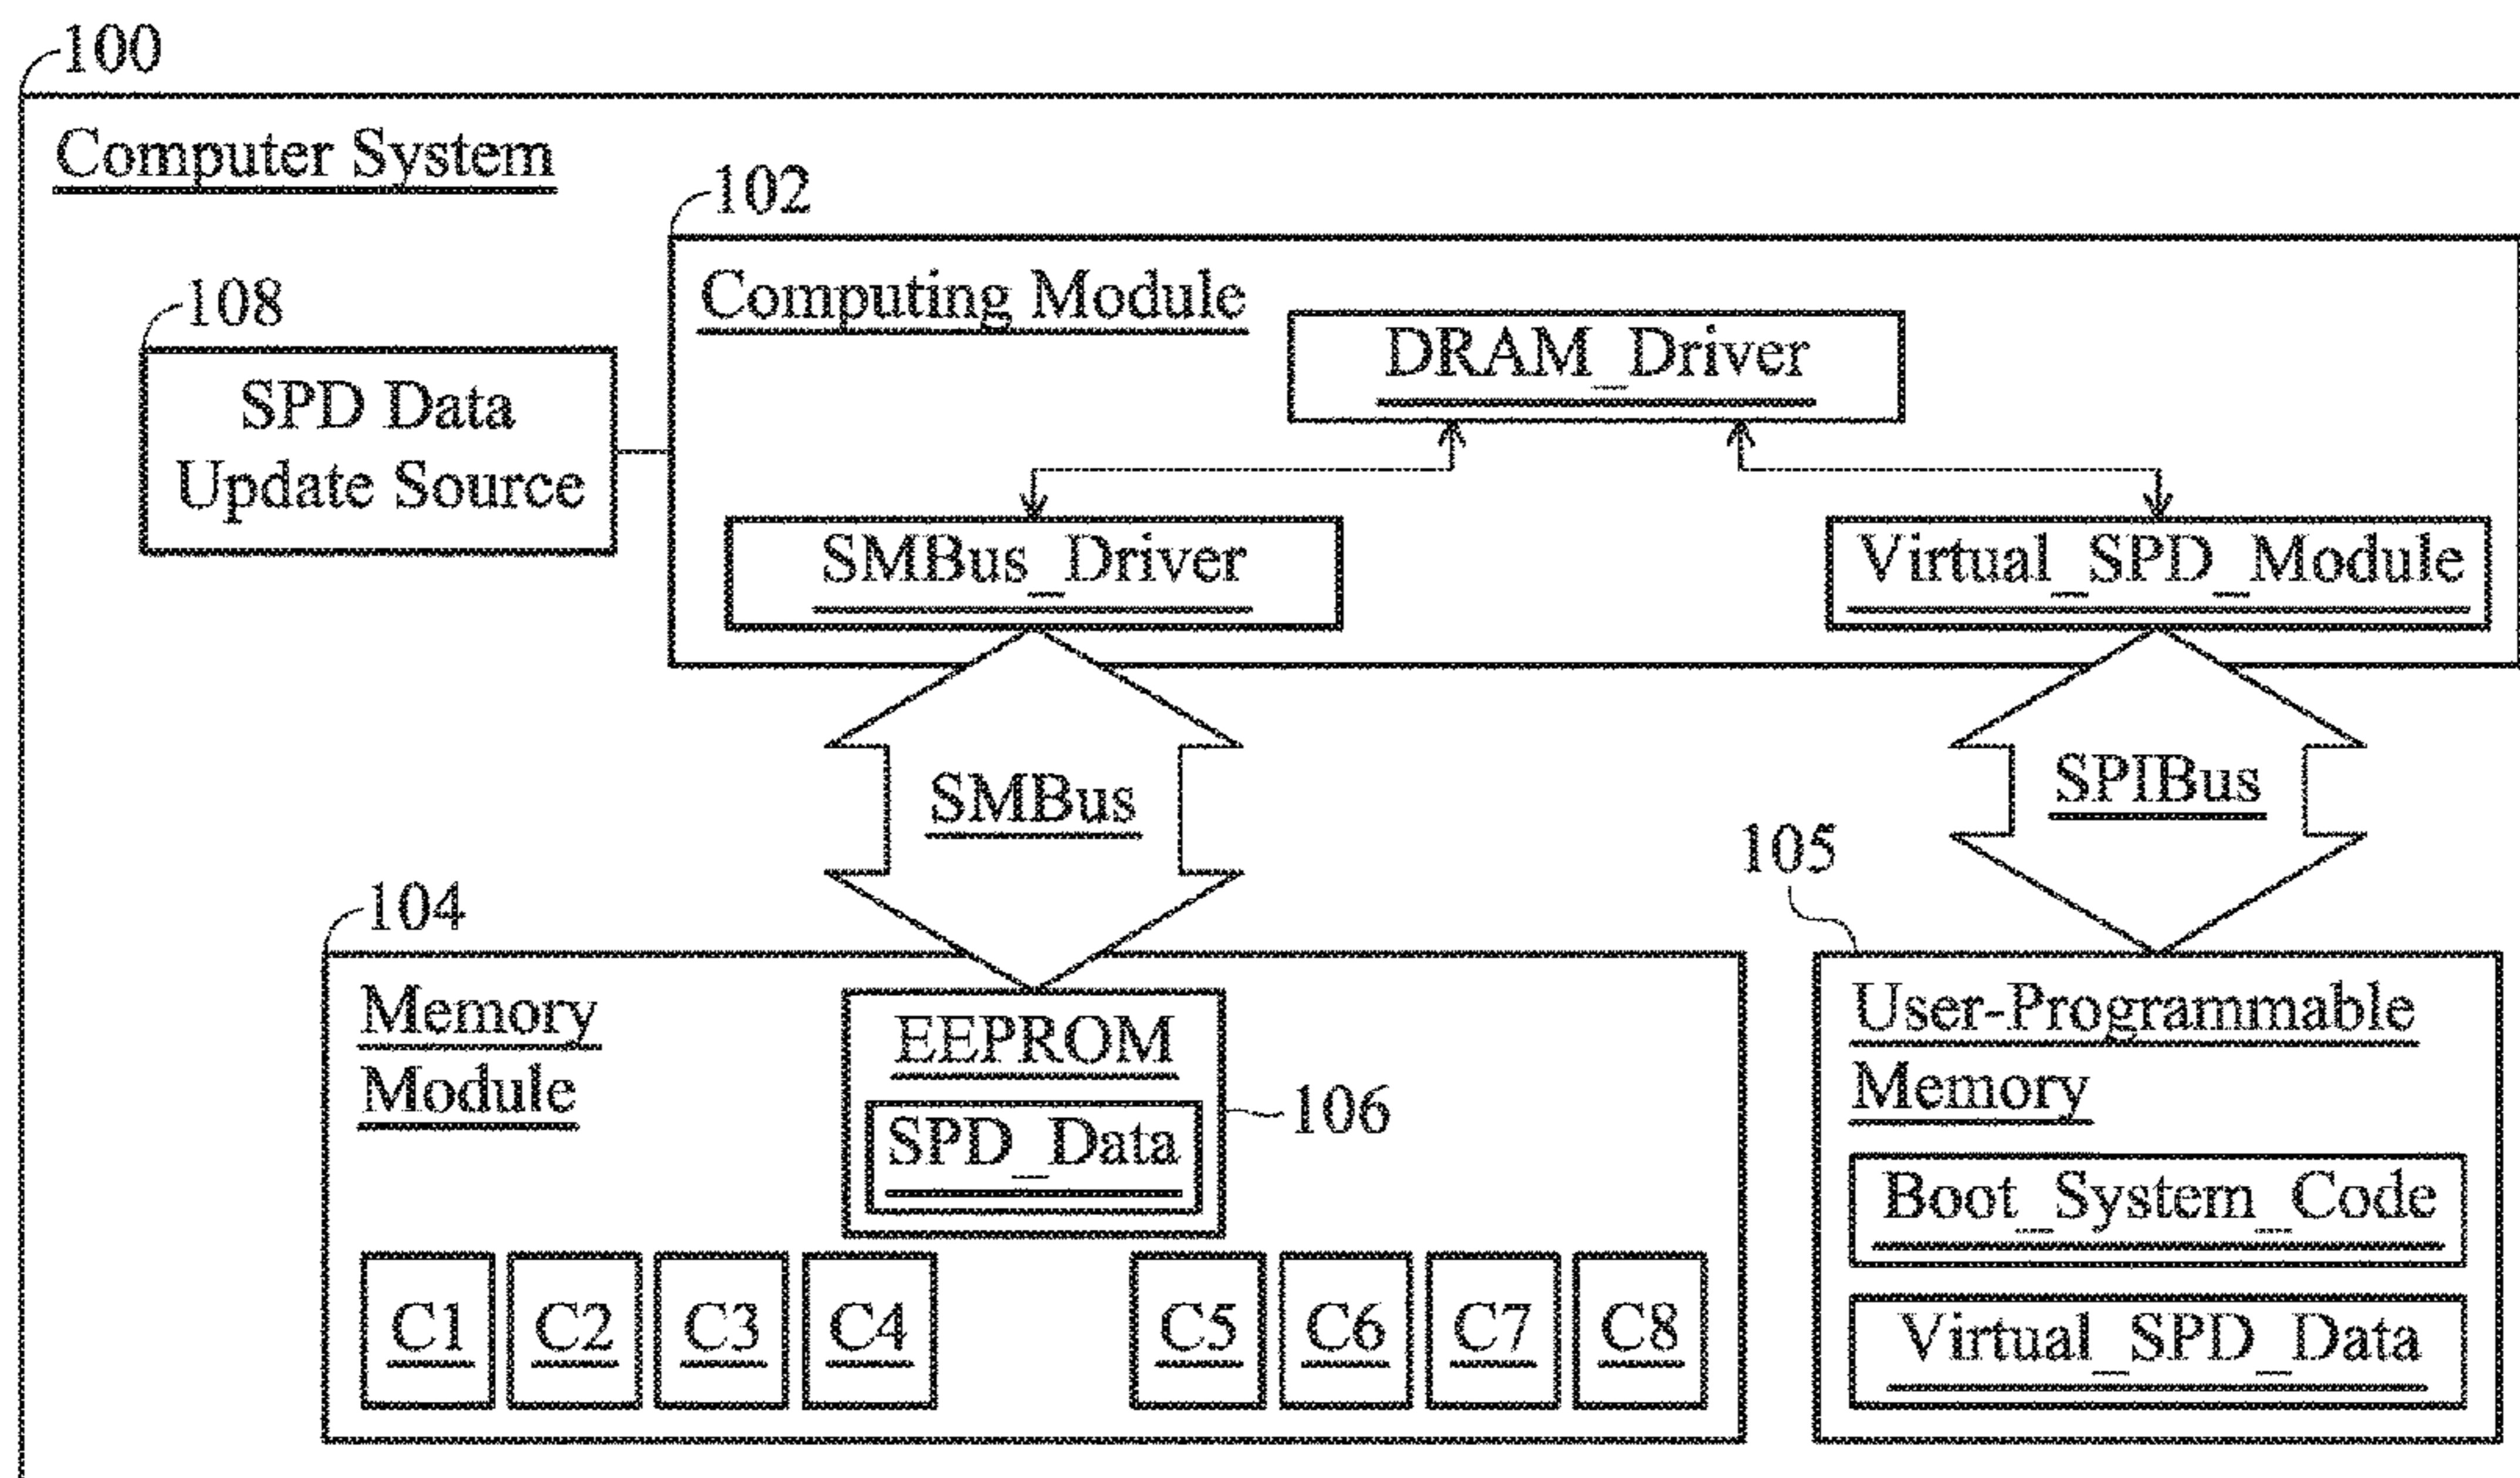 100
Computer System
102
Computing Module
108
SPD Data
Update Source
DRAM_Driver
SMBus_Driver
Virtual_SPD_Module
SMBus
SPIBus
104
Memory
Module
EEPROM
SPD_Data
106
C1 C2 C3 C4 C5 C6 C7 C8
105
User-Programmable
Memory
Boot_System_Code
Virtual_SPD_Data